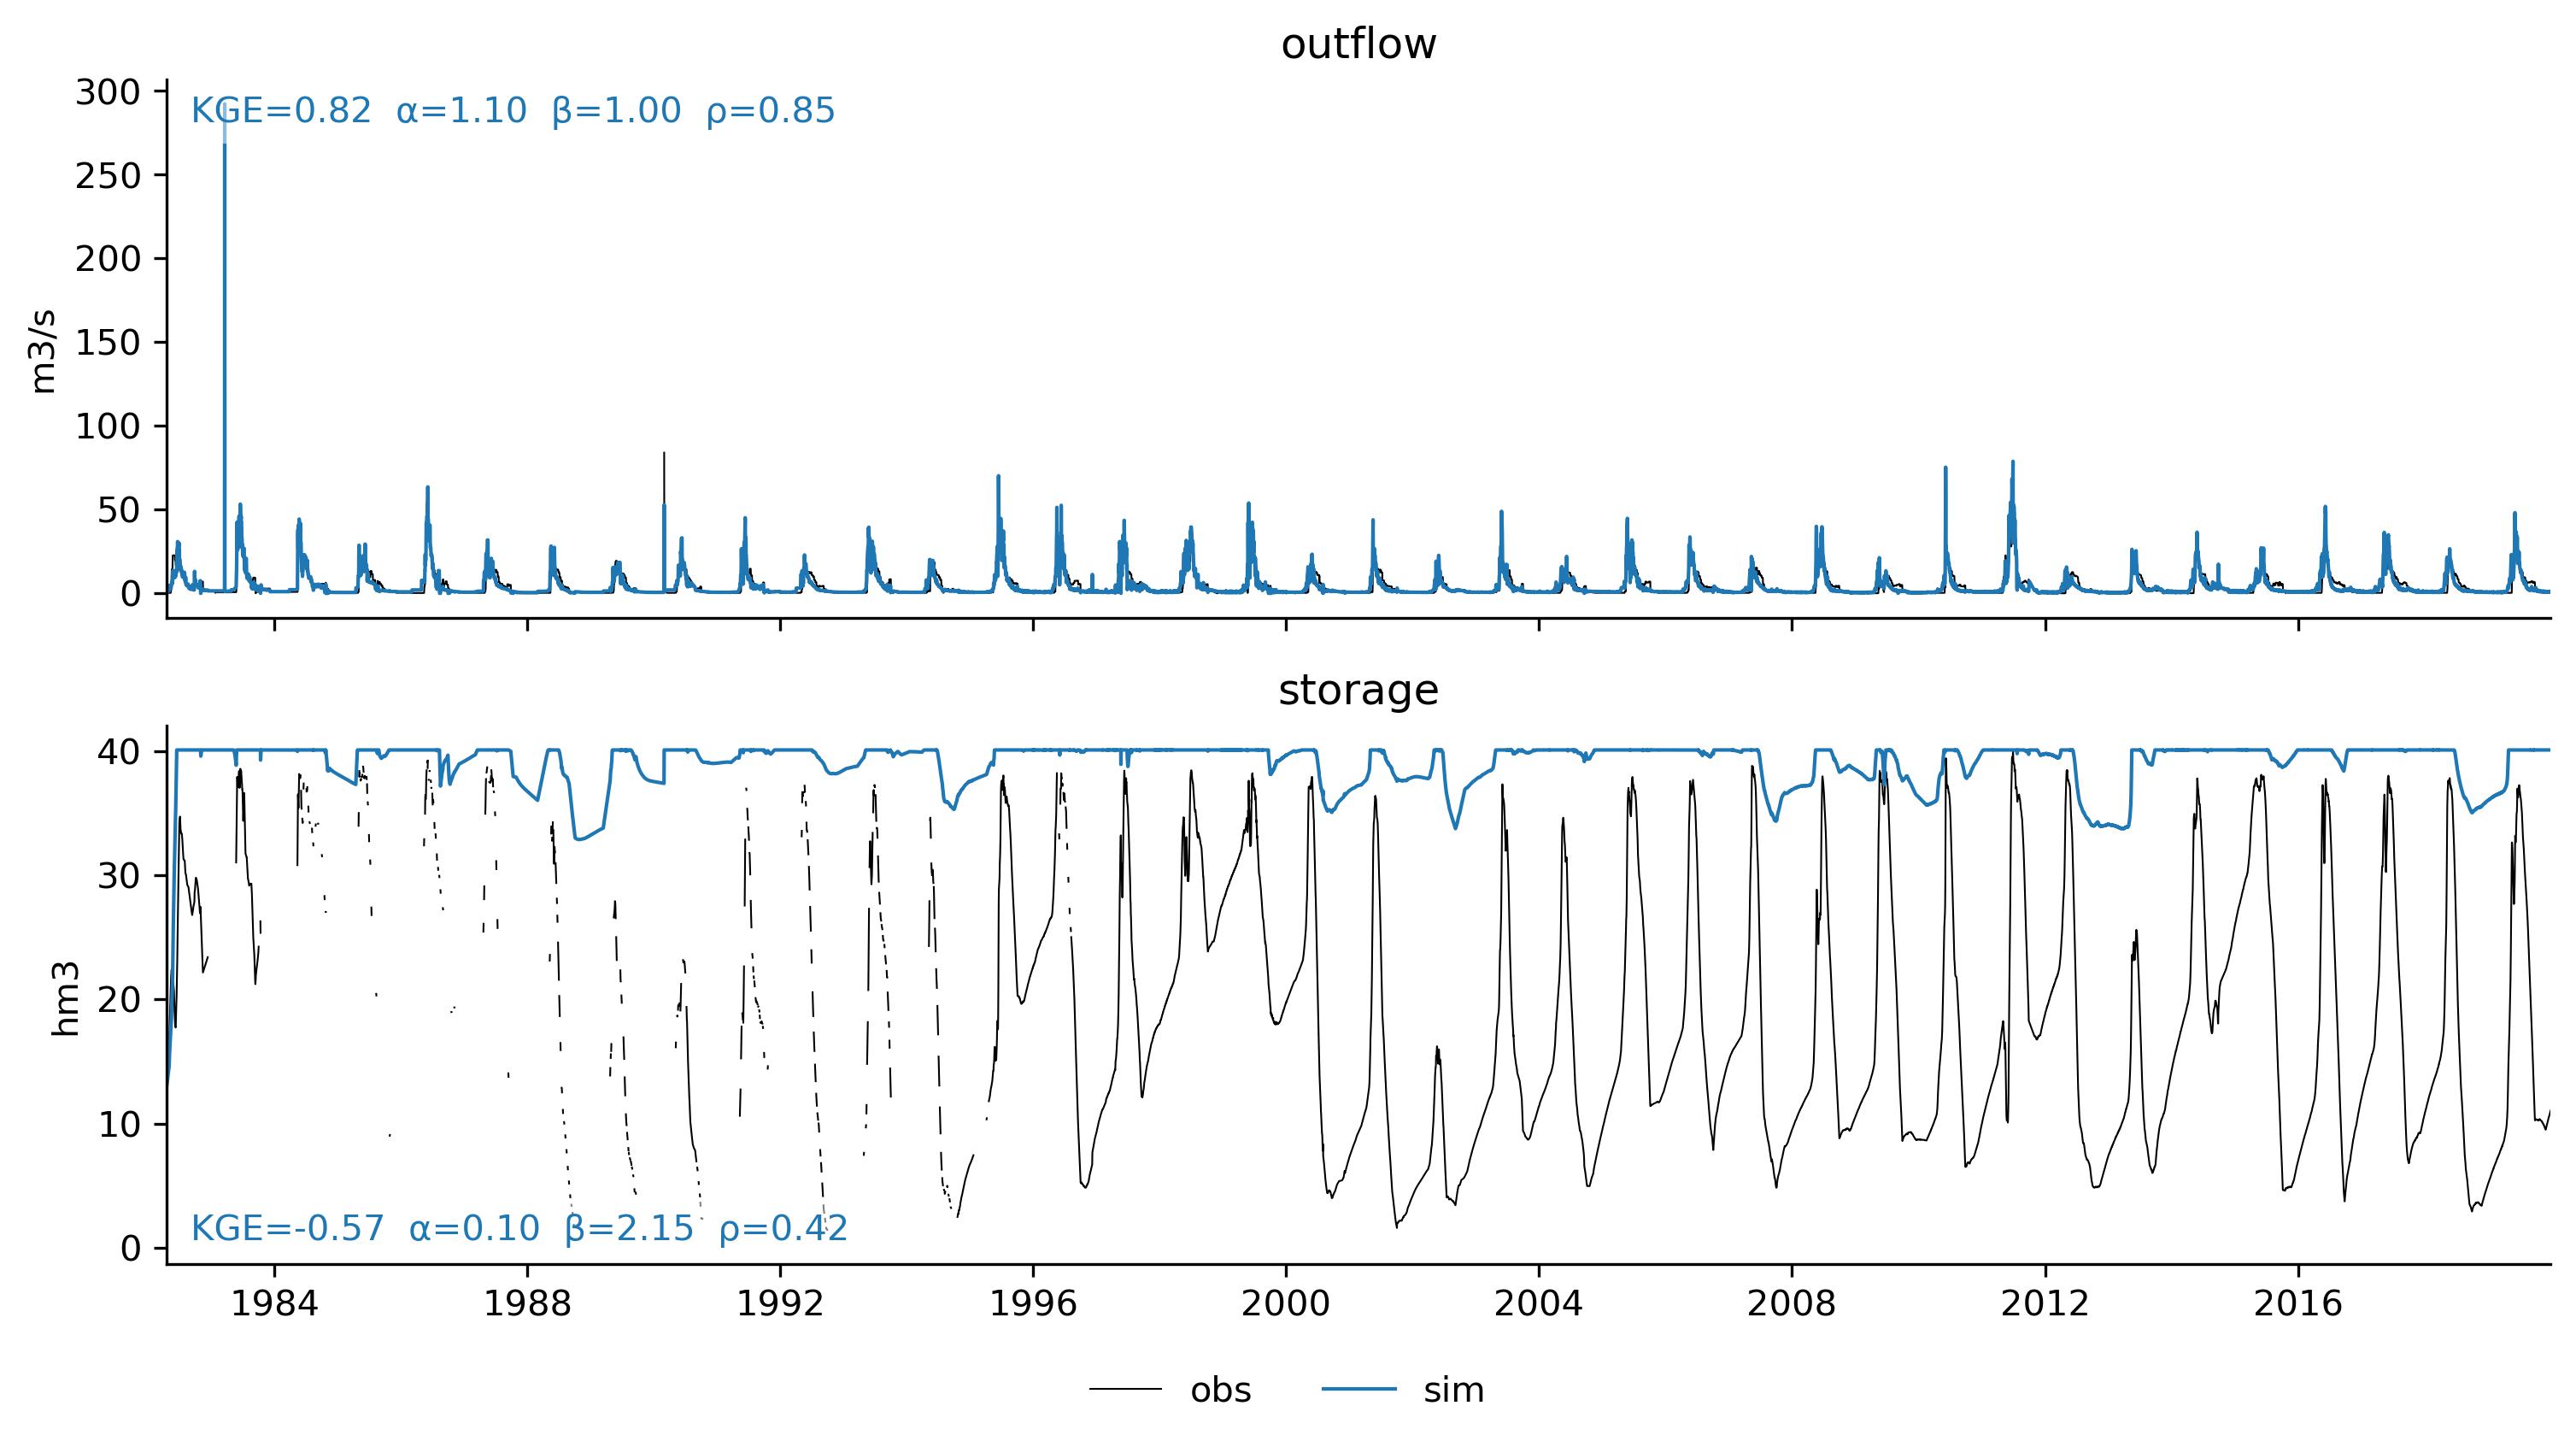 outflow
300
KGE=0.82 α=1.10 β=1.00 ρ=0.85
250
200
150
100
50
0
m3/s
storage
40
30
20
10
0
hm3
KGE=-0.57 α=0.10 β=2.15 ρ=0.42
1984 1988 1992 1996 2000 2004 2008 2012 2016
obs sim